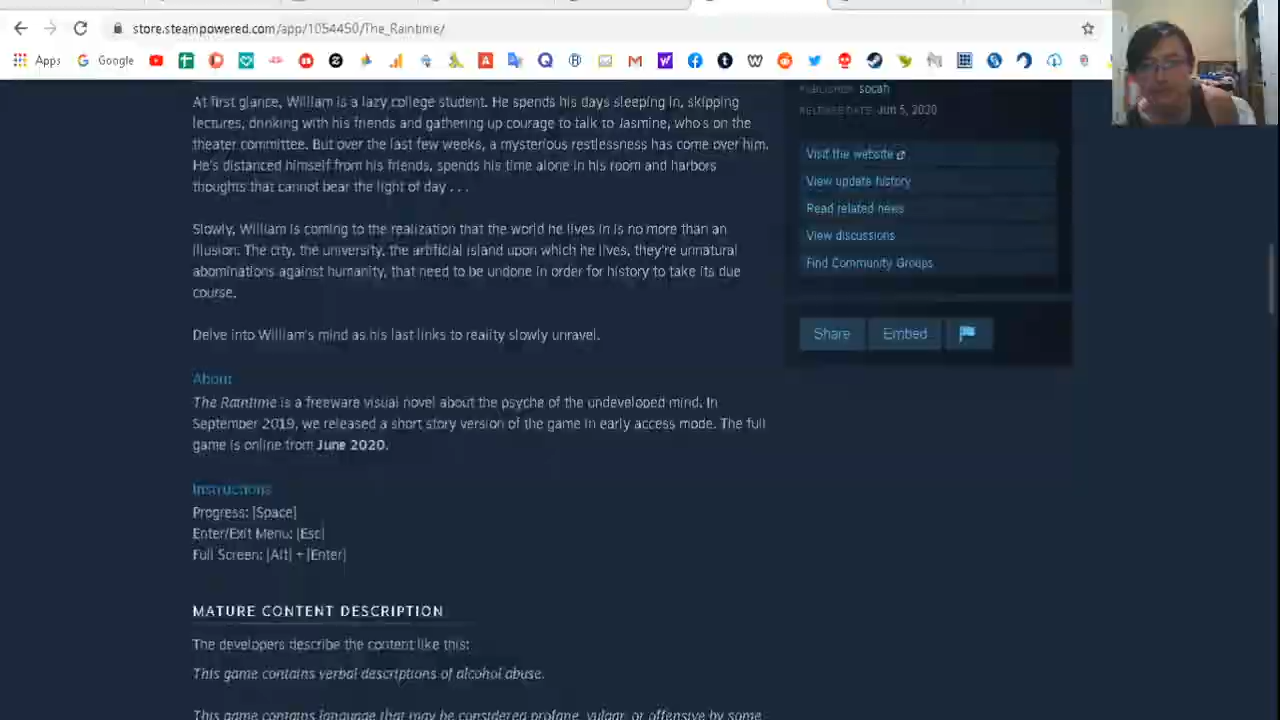 store.steampowered.com/app/1054450/The_Raintime/
Apps
Google
At first glance, William is a lazy college student. He spends his days sleeping in, skipping
lectures, drinking with his friends and gathering up courage to talk to Jasmine, who's on the
theater committee. But over the last few weeks, a mysterious restlessness has come over him.
He's distanced himself from his friends, spends his time alone in his room and harbors
thoughts that cannot bear the light of day . . .
Slowly, William is coming to the realization that the world he lives in is no more than an
illusion. The city, the university, the artificial island upon which he lives, they're unnatural
abominations against humanity, that need to be undone in order for history to take its due
course.
Delve into William's mind as his last links to reality slowly unravel.
About
The Raintime is a freeware visual novel about the psyche of the undeveloped mind. In
September 2019, we released a short story version of the game in early access mode. The full
game is online from June 2020.
Instructions
Progress: [Space]
Enter/Exit Menu: [Esc]
Full Screen: [Alt] + [Enter]
MATURE CONTENT DESCRIPTION
The developers describe the content like this:
This game contains verbal descriptions of alcohol abuse.
This game contains language that may be considered profane, vulgar, or offensive by some
PUBLISHER: socah
RELEASE DATE: Jun 5, 2020
Visit the website
View update history
Read related news
View discussions
Find Community Groups
Share
Embed